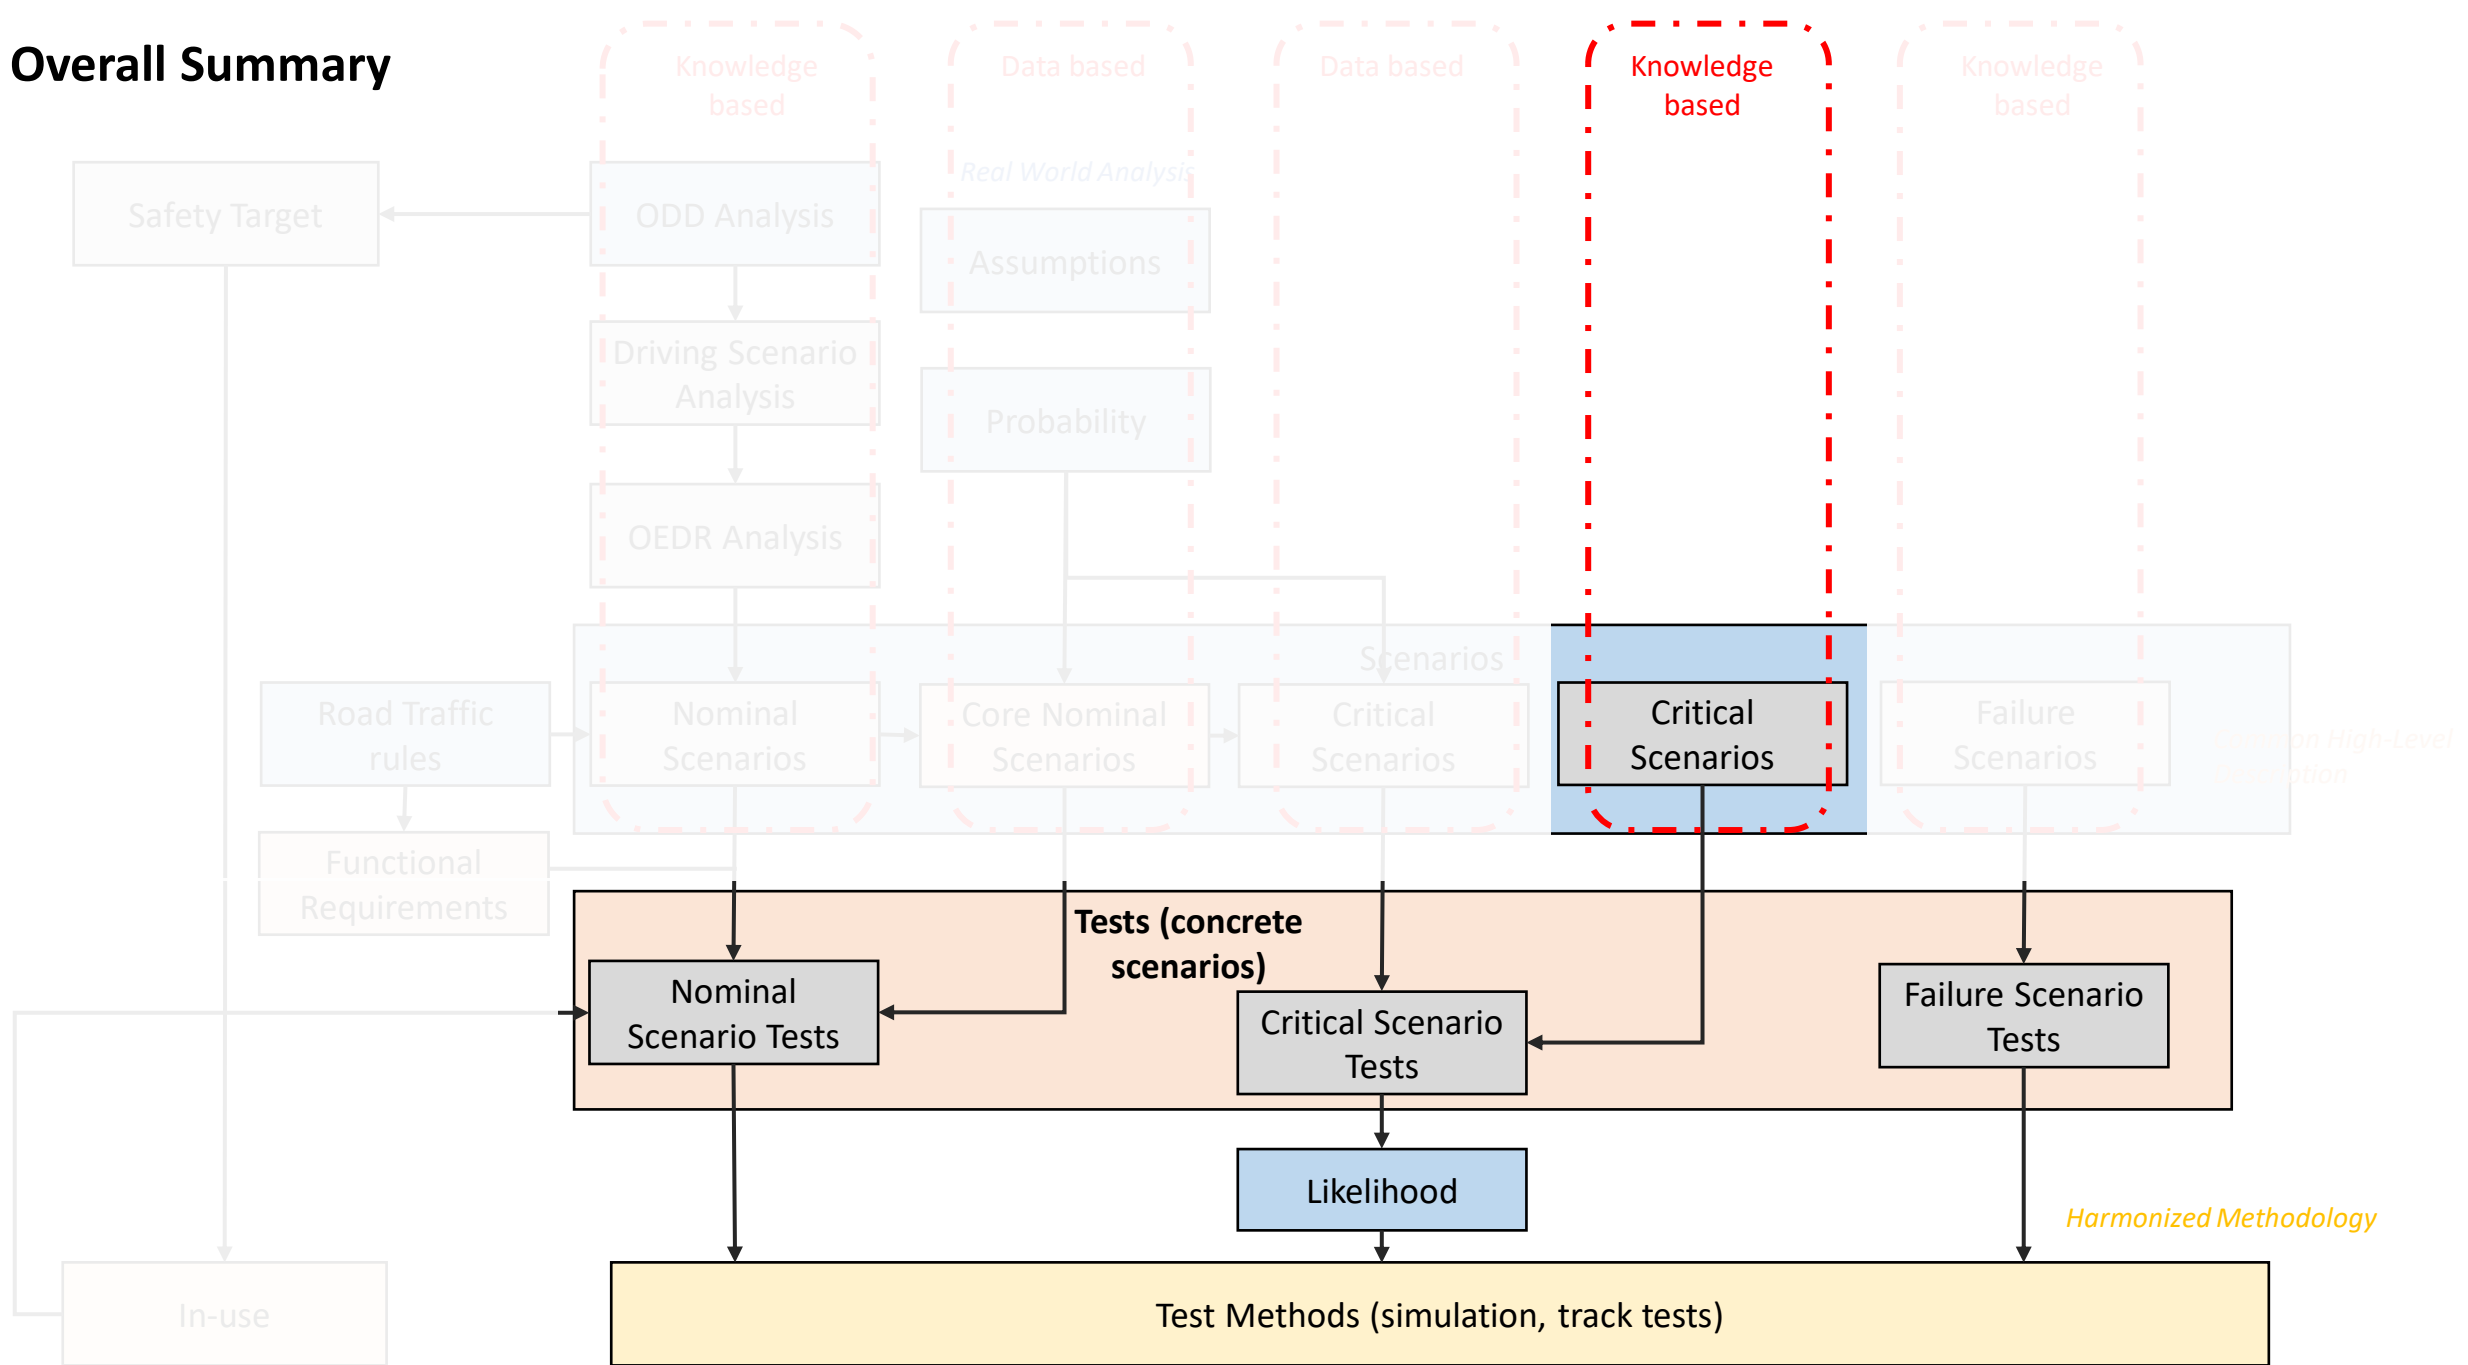 Overall Summary
Knowledge
based
Data based
Data based
Knowledge
based
Knowledge
based
Real World Analysis
Safety Target
ODD Analysis
Assumptions
Driving Scenario
Analysis
Probability
OEDR Analysis
Scenarios
Road Traffic
rules
Nominal
Scenarios
Core Nominal
Scenarios
Critical
Scenarios
Critical
Scenarios
Failure
Scenarios
High-Level
Functional
Requirements
Tests (concrete
scenarios)
Nominal
Scenario Tests
Critical Scenario
Tests
Failure Scenario
Tests
Likelihood
Harmonized Methodology
In-use
Test Methods (simulation, track tests)